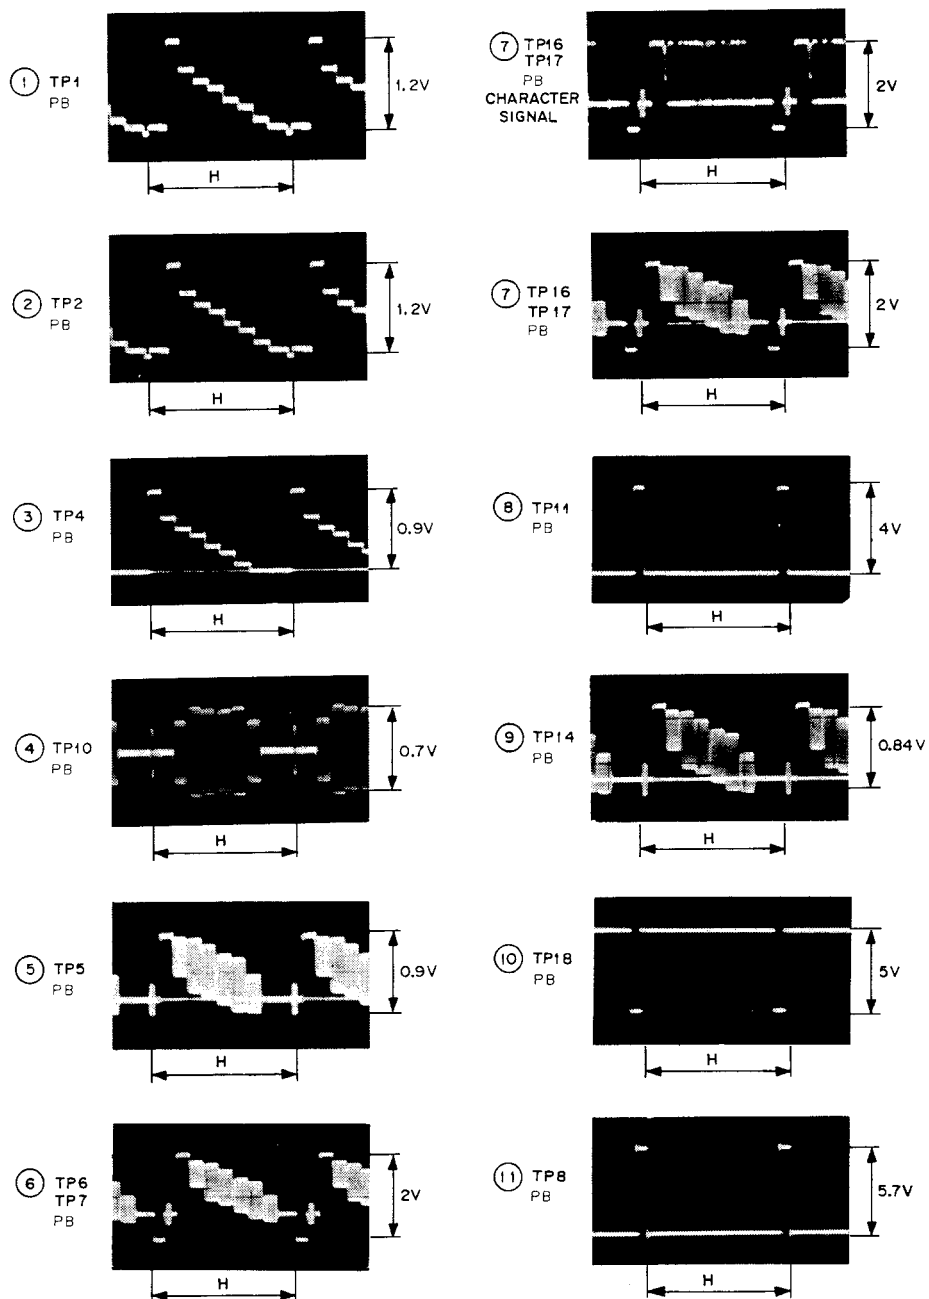 ① TP1
PB
1.2V
H
② TP2
PB
1.2V
H
③ TP4
PB
0.9V
H
④ TP10
PB
0.7V
H
⑤ TP5
PB
0.9V
H
⑥ TP6
TP7
PB
2V
H
⑦ TP16
TP17
PB
CHARACTER
SIGNAL
2V
H
⑦ TP16
TP17
PB
2V
H
⑧ TP11
PB
4V
H
⑨ TP14
PB
0.84V
H
⑩ TP18
PB
5V
H
⑪ TP8
PB
5.7V
H